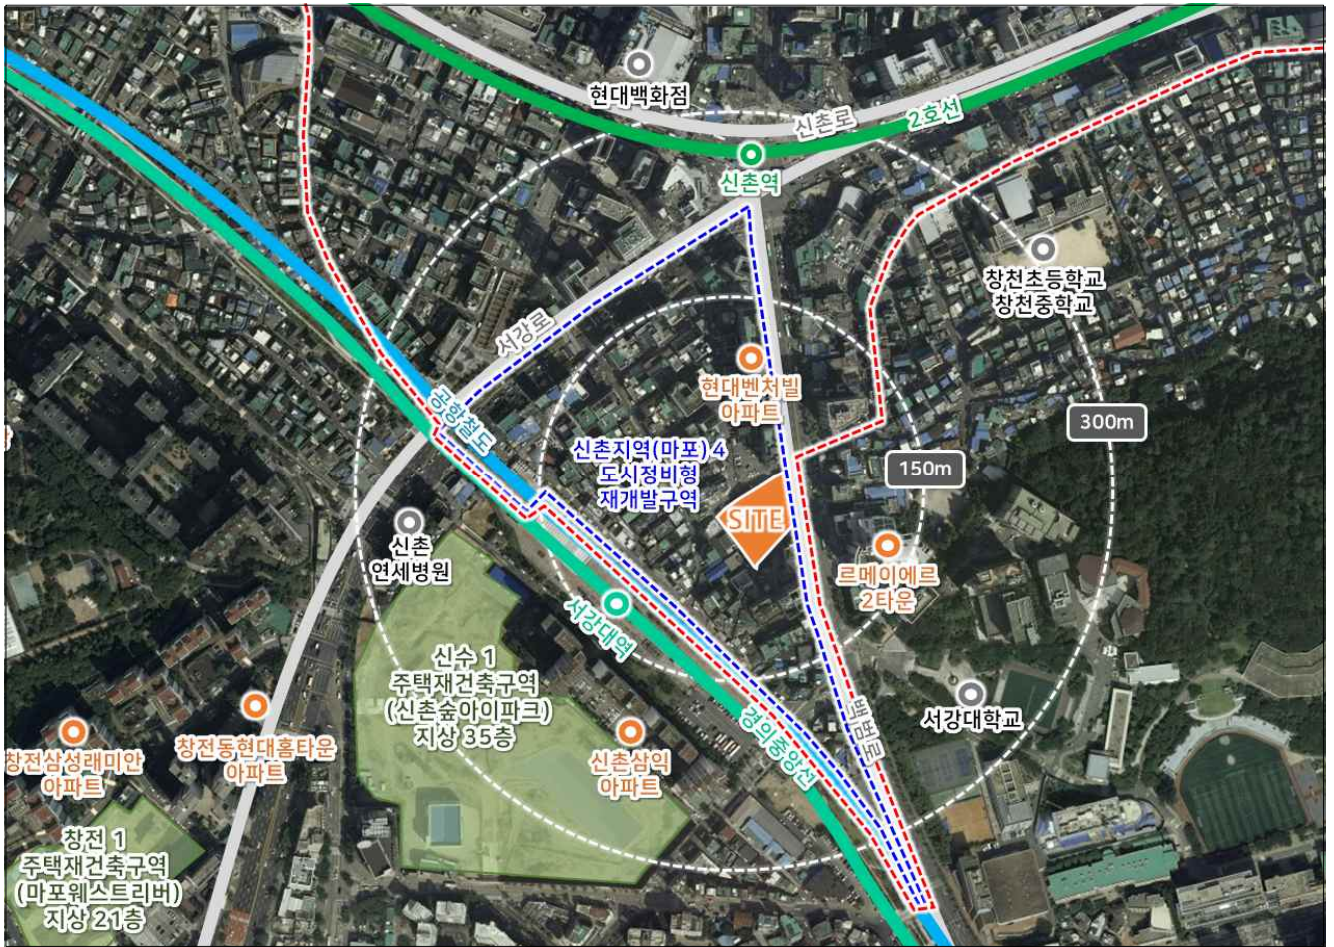 현대백화점
신촌로
2호선
신촌역
창천초등학교
창천중학교
서강로
현대벤처빌
아파트
공항철도
300m
신촌지역(마포) 4
도시정비형
재개발구역
150m
SITE
신촌
연세병원
르메이에르
2타운
서강대역
신수 1
주택재건축구역
(신촌숲아이파크)
지상 35층
서강대학교
백범로
경의중앙선
창전삼성래미안
아파트
창전동현대홈타운
아파트
신촌삼익
아파트
창전 1
주택재건축구역
(마포웨스트리버)
지상 21층